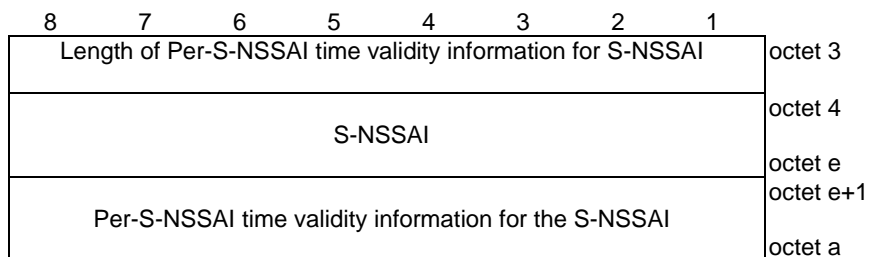 8 7 6 5 4 3 2 1
Length of Per-S-NSSAI time validity information for S-NSSAI octet 3
octet 4
S-NSSAI
octet e
octet e+1
Per-S-NSSAI time validity information for the S-NSSAI
octet a